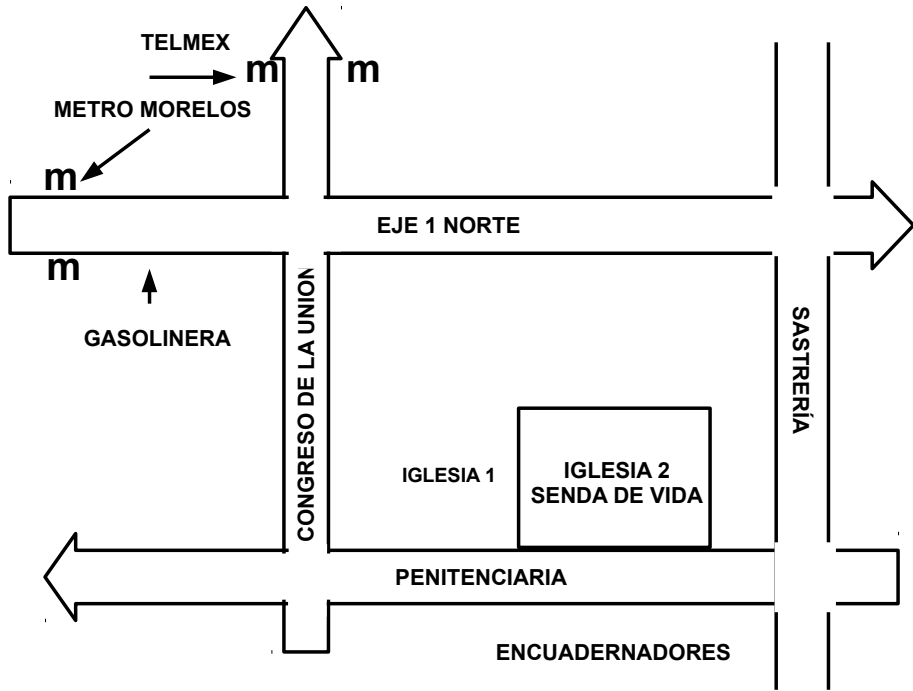 TELMEX
m m
METRO MORELOS
m
EJE 1 NORTE
m
GASOLINERA
CONGRESO DE LA UNION
SASTRERÍA
IGLESIA 1
IGLESIA 2
SENDA DE VIDA
PENITENCIARIA
ENCUADERNADORES